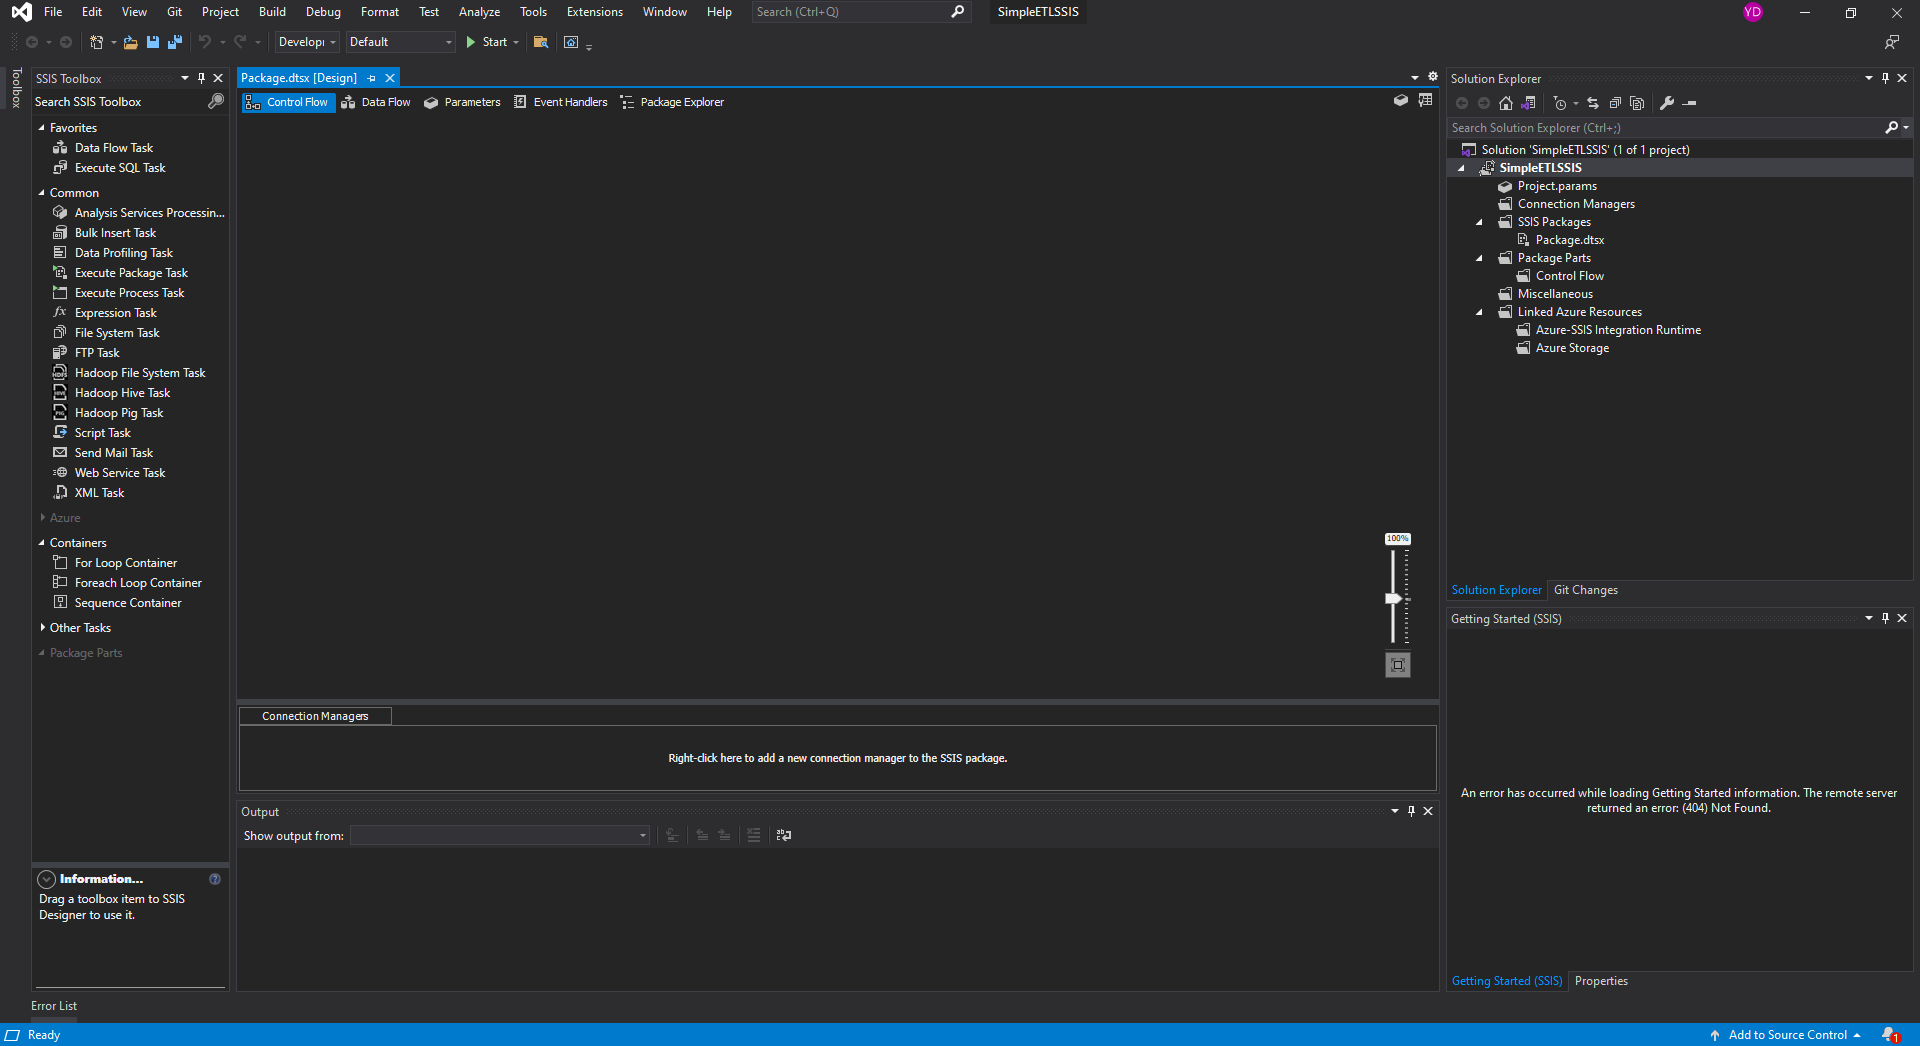 File Edit View Git Project Build Debug Format Test Analyze Tools Extensions Window Help Search (Ctrl+Q) SimpleETLSSIS YD
Developı Default Start
Toolbox
SSIS Toolbox
Search SSIS Toolbox
Favorites
Data Flow Task
Execute SQL Task
Common
Analysis Services Processin...
Bulk Insert Task
Data Profiling Task
Execute Package Task
Execute Process Task
Expression Task
File System Task
FTP Task
Hadoop File System Task
Hadoop Hive Task
Hadoop Pig Task
Script Task
Send Mail Task
Web Service Task
XML Task
Azure
Containers
For Loop Container
Foreach Loop Container
Sequence Container
Other Tasks
Package Parts
Information...
Drag a toolbox item to SSIS
Designer to use it.
Package.dtsx [Design]
Control Flow Data Flow Parameters Event Handlers Package Explorer
100%
Connection Managers
Right-click here to add a new connection manager to the SSIS package.
Output
Show output from:
Solution Explorer
Search Solution Explorer (Ctrl+;)
Solution 'SimpleETLSSIS' (1 of 1 project)
SimpleETLSSIS
Project.params
Connection Managers
SSIS Packages
Package.dtsx
Package Parts
Control Flow
Miscellaneous
Linked Azure Resources
Azure-SSIS Integration Runtime
Azure Storage
Solution Explorer Git Changes
Getting Started (SSIS)
An error has occurred while loading Getting Started information. The remote server
returned an error: (404) Not Found.
Getting Started (SSIS) Properties
Error List
Ready
Add to Source Control 1